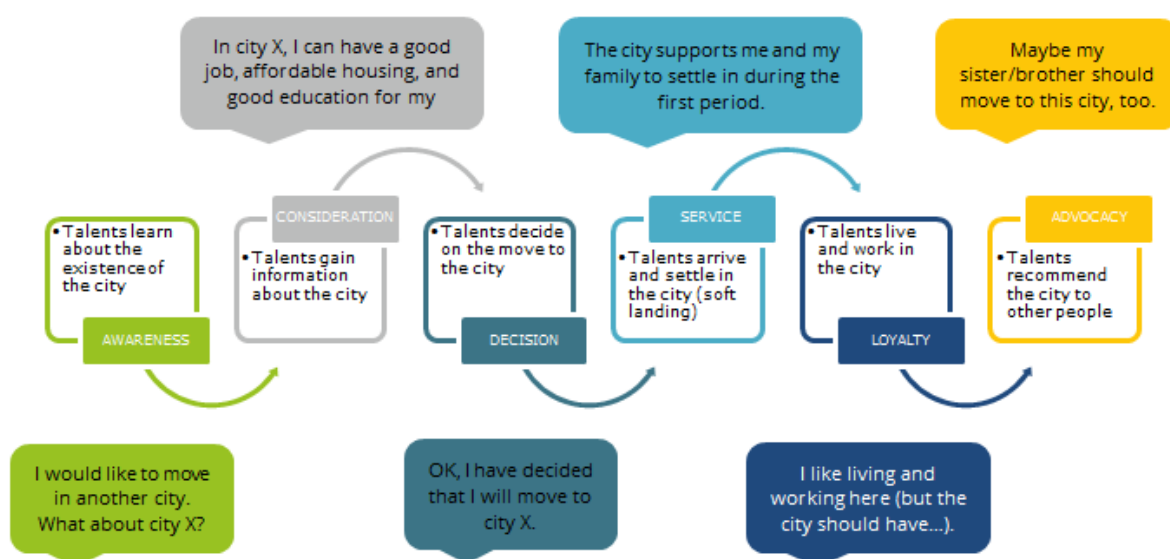 In city X, I can have a good
job, affordable housing, and
good education for my
The city supports me and my
family to settle in during the
first period.
Maybe my
sister/brother should
move to this city, too.
•Talents learn
about the
existence of
the city
AWARENESS
CONSIDERATION
•Talents gain
information
about the city
•Talents decide
on the move to
the city
DECISION
SERVICE
•Talents arrive
and settle in
the city (soft
landing)
•Talents live
and work in
the city
LOYALTY
ADVOCACY
•Talents
recommend
the city to
other people
I would like to move
in another city.
What about city X?
OK, I have decided
that I will move to
city X.
I like living and
working here (but the
city should have...).